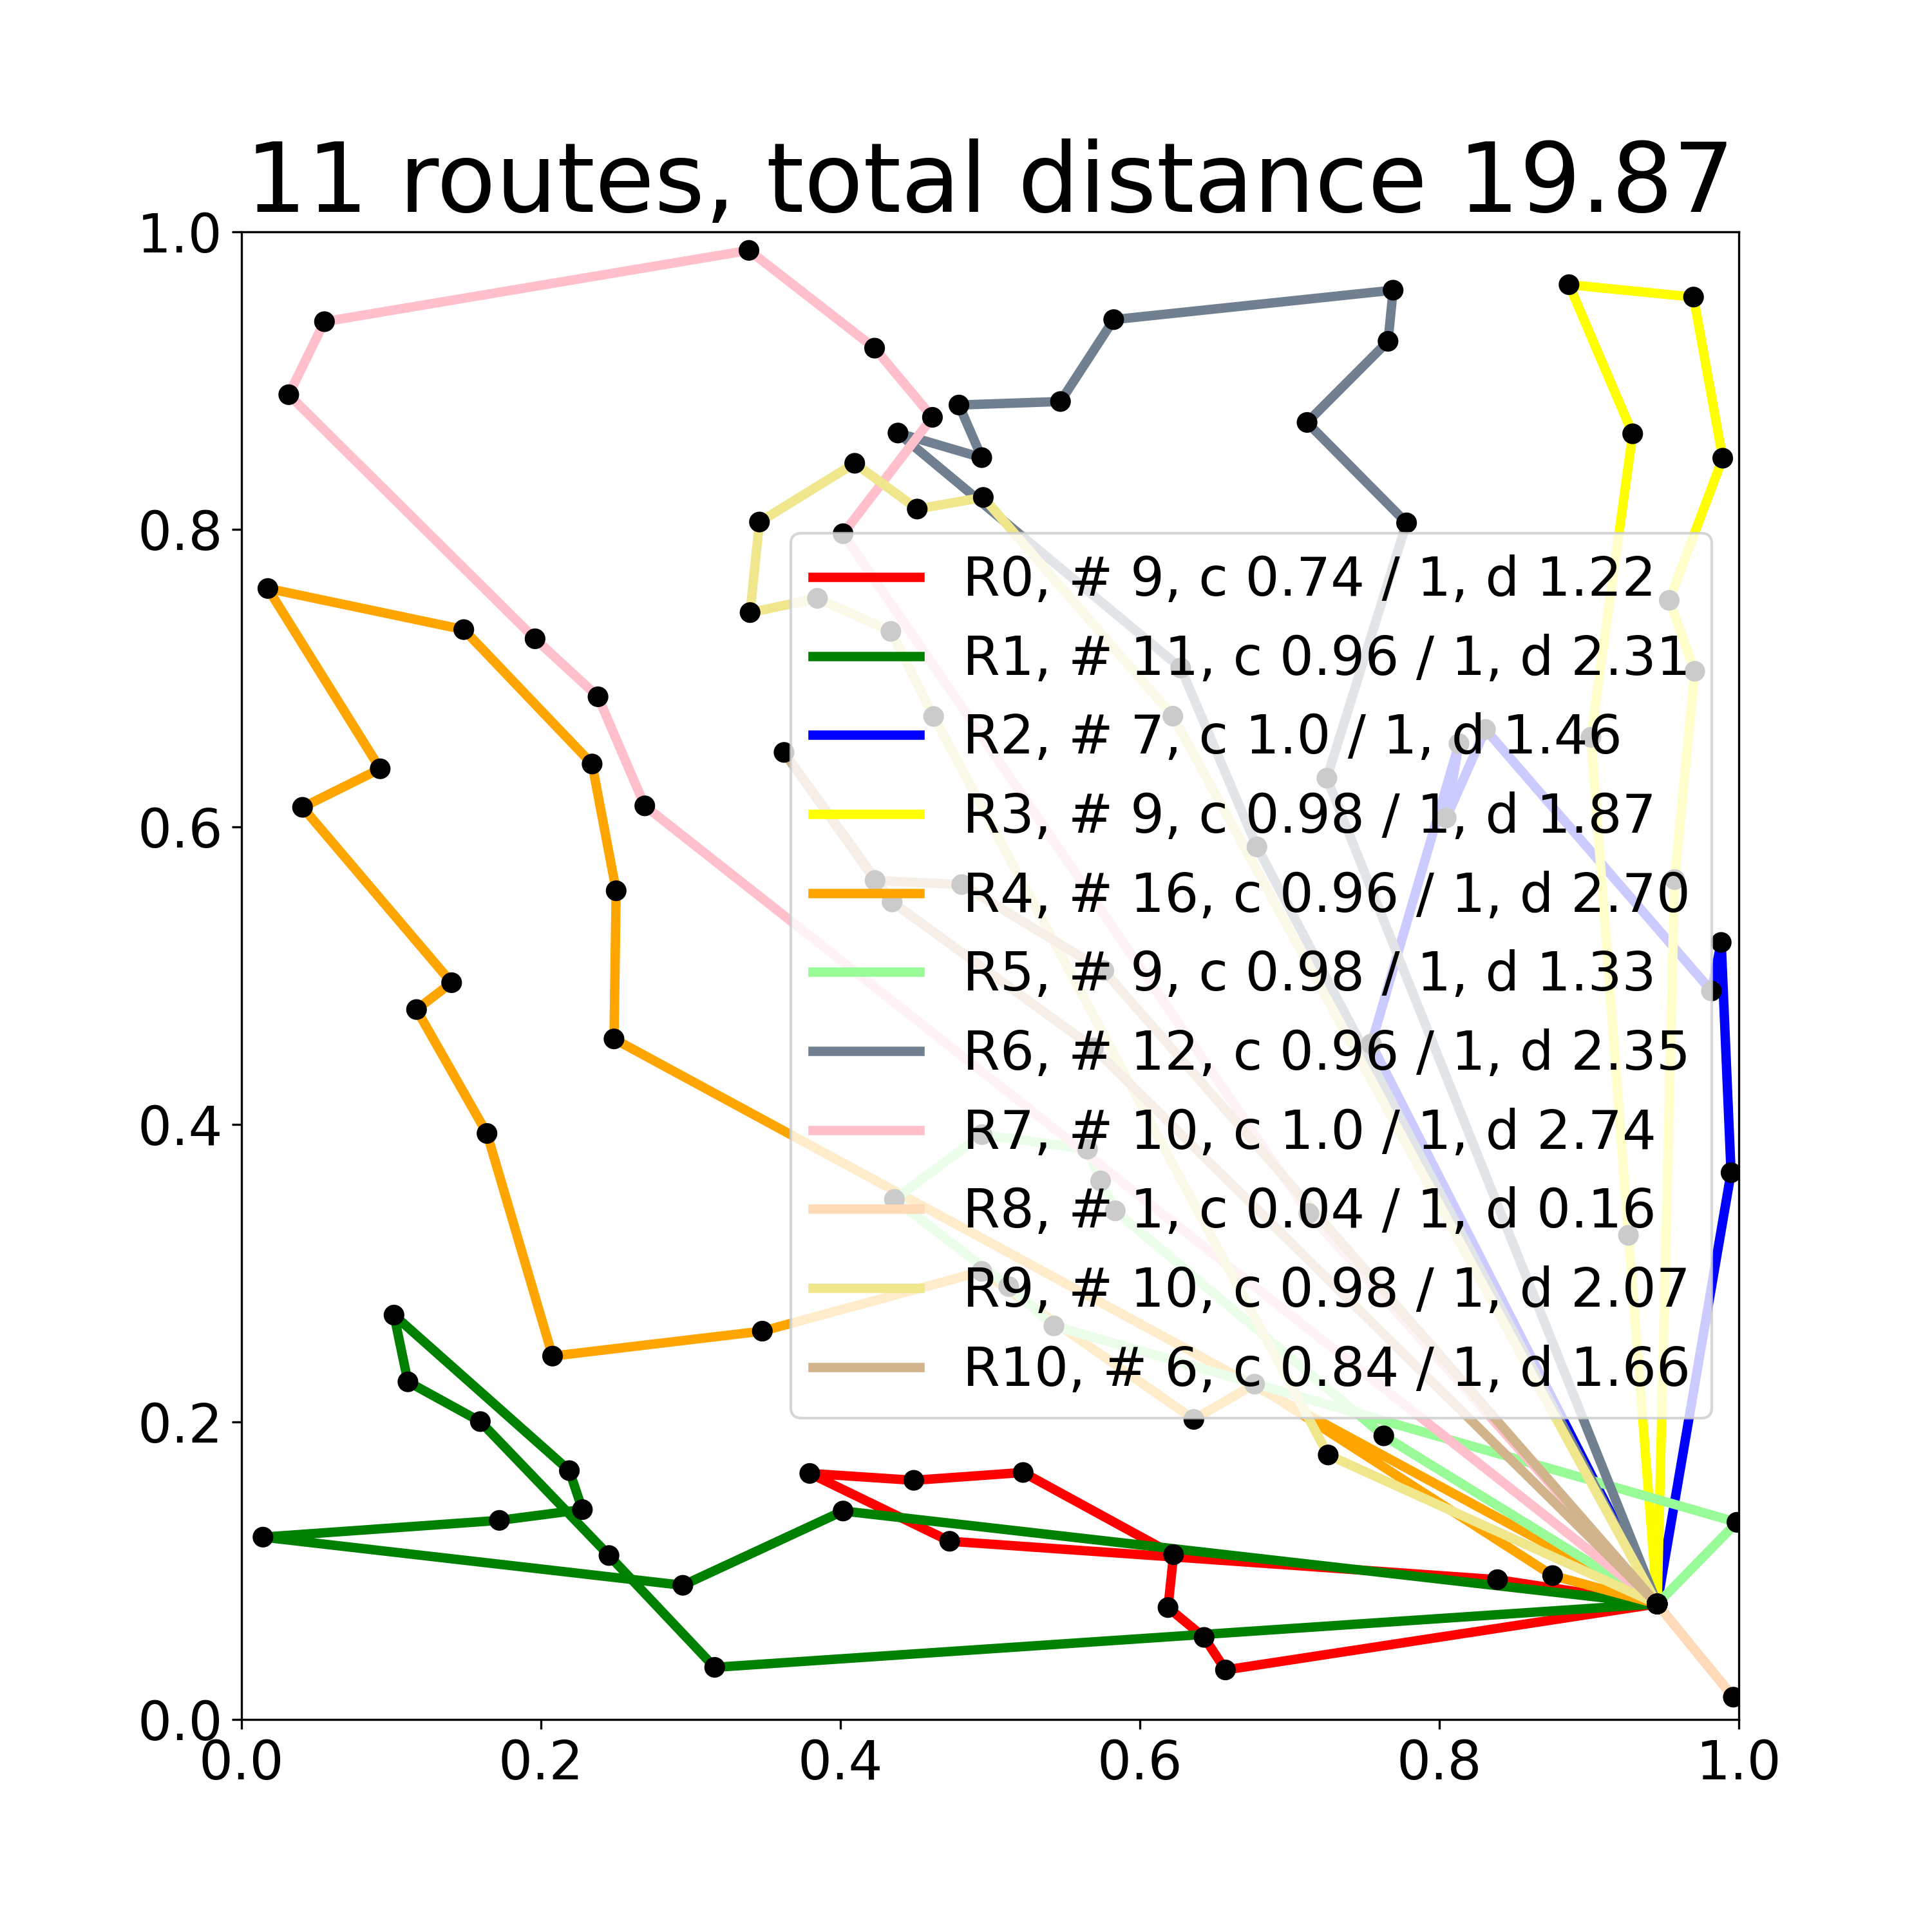 11 routes, total distance 19.87
1.0
0.8
0.6
0.4
0.2
0.0
R0, # 9, c 0.74 / 1, d 1.22
R1, # 11, c 0.96 / 1, d 2.31
R2, # 7, c 1.0 / 1, d 1.46
R3, # 9, c 0.98 / 1, d 1.87
R4, # 16, c 0.96 / 1, d 2.70
R5, # 9, c 0.98 / 1, d 1.33
R6, # 12, c 0.96 / 1, d 2.35
R7, # 10, c 1.0 / 1, d 2.74
R8, # 1, c 0.04 / 1, d 0.16
R9, # 10, c 0.98 / 1, d 2.07
R10, # 6, c 0.84 / 1, d 1.66
0.0 0.2 0.4 0.6 0.8 1.0